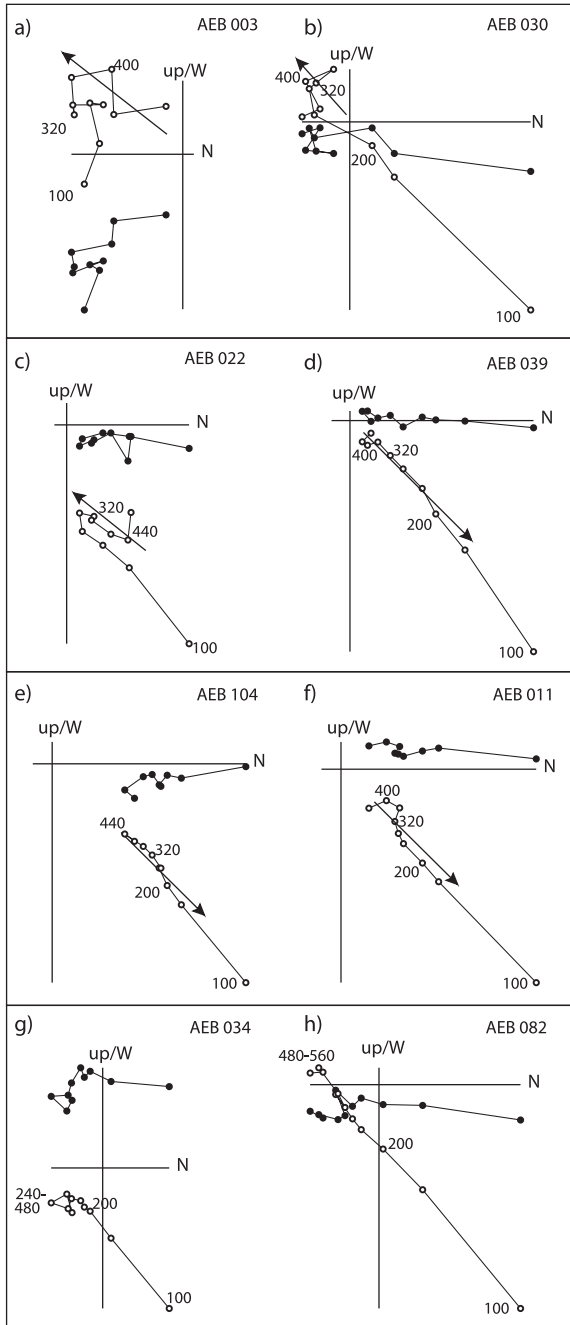 a) AEB 003
400
up/W
320
N
100
b) AEB 030
up/W
400
320
N
200
100
c) AEB 022
up/W
N
320
440
100
d) AEB 039
up/W
N
320
400
200
100
e) AEB 104
up/W
N
440
320
200
100
f) AEB 011
up/W
N
400
320
200
100
g) AEB 034
up/W
N
240-
480
200
100
h) AEB 082
480-560
up/W
N
200
100